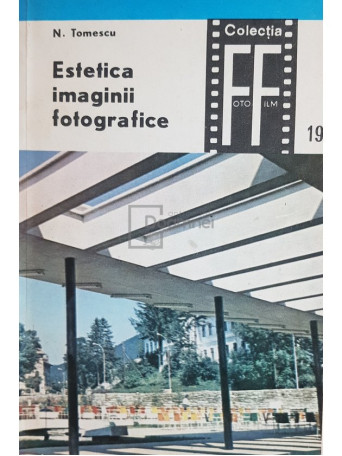 N. Tomescu
Estetica
imaginii
fotografice
Colecția
FF
OTO ILM
19